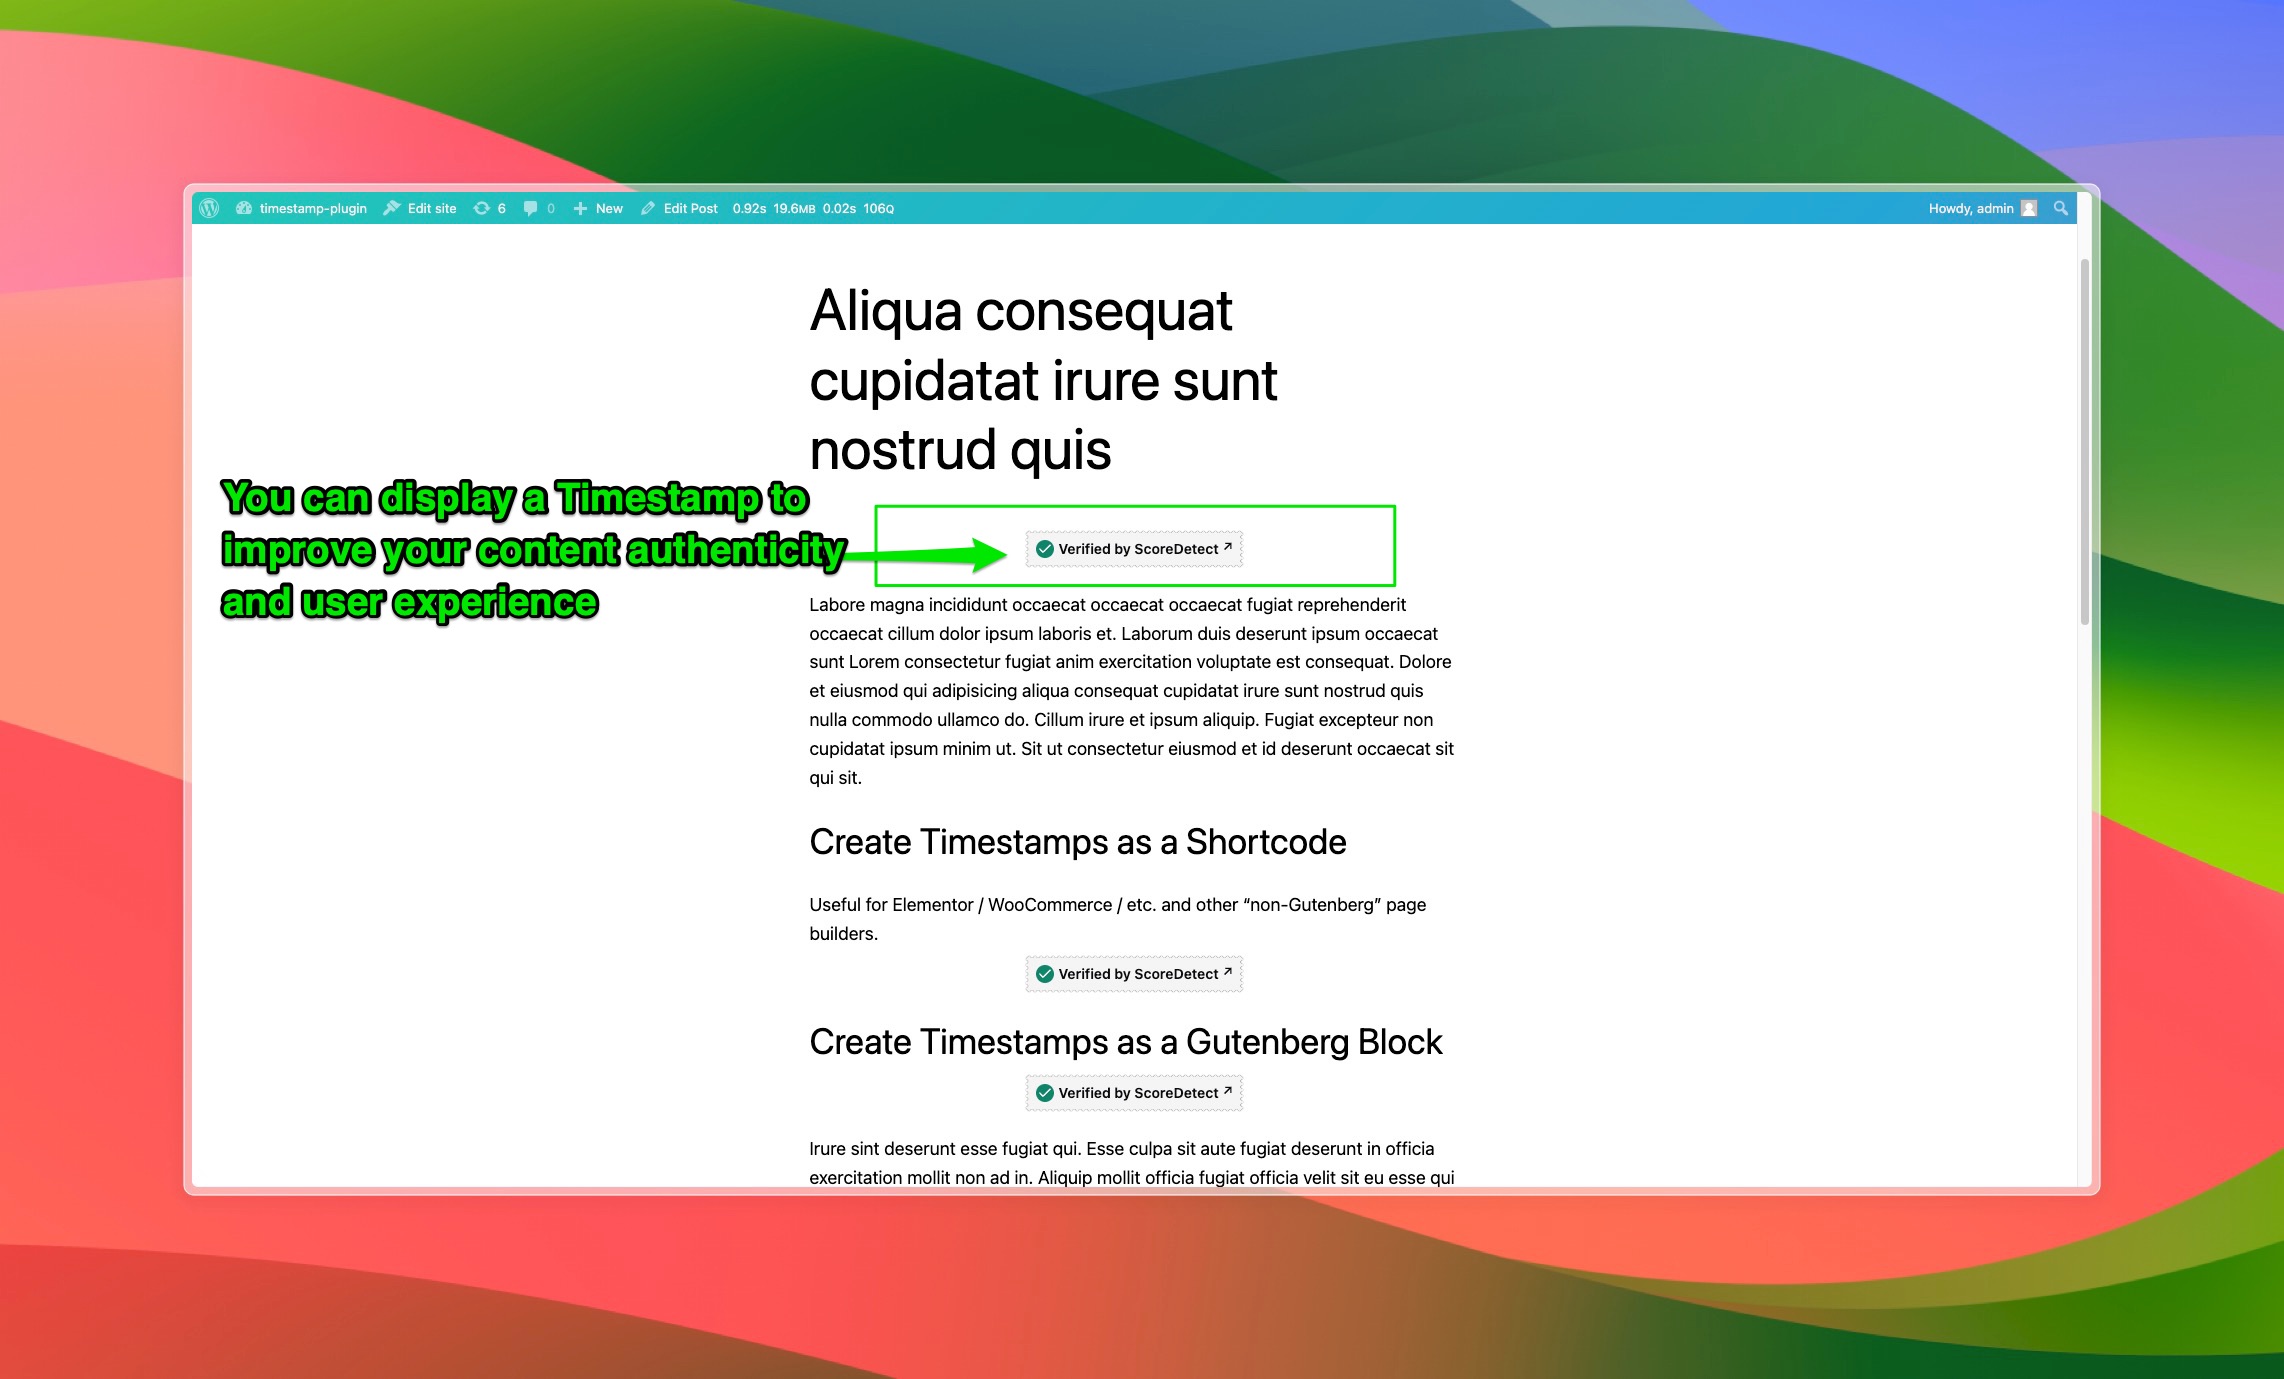 timestamp-plugin Edit site 6 0 New Edit Post 0.92s 19.6MB 0.02s 106Q Howdy, admin
Aliqua consequat
cupidatat irure sunt
nostrud quis
You can display a Timestamp to
improve your content authenticity
and user experience
Verified by ScoreDetect ↗
Labore magna incididunt occaecat occaecat occaecat fugiat reprehenderit
occaecat cillum dolor ipsum laboris et. Laborum duis deserunt ipsum occaecat
sunt Lorem consectetur fugiat anim exercitation voluptate est consequat. Dolore
et eiusmod qui adipisicing aliqua consequat cupidatat irure sunt nostrud quis
nulla commodo ullamco do. Cillum irure et ipsum aliquip. Fugiat excepteur non
cupidatat ipsum minim ut. Sit ut consectetur eiusmod et id deserunt occaecat sit
qui sit.
Create Timestamps as a Shortcode
Useful for Elementor / WooCommerce / etc. and other “non-Gutenberg” page
builders.
Verified by ScoreDetect ↗
Create Timestamps as a Gutenberg Block
Verified by ScoreDetect ↗
Irure sint deserunt esse fugiat qui. Esse culpa sit aute fugiat deserunt in officia
exercitation mollit non ad in. Aliquip mollit officia fugiat officia velit sit eu esse qui